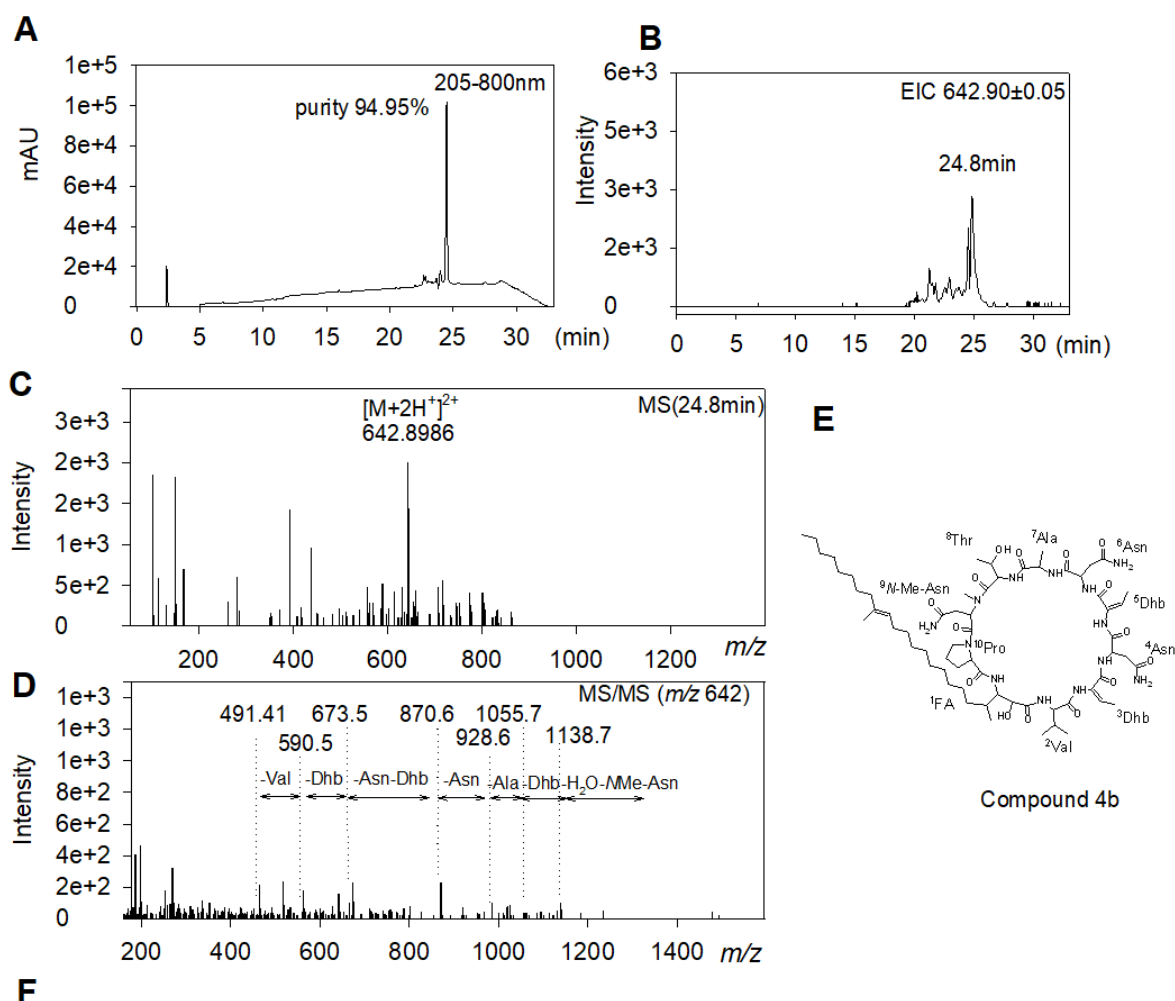 A
1e+5
1e+5
8e+4
6e+4
4e+4
2e+4
0
mAU
205-800nm
purity 94.95%
0 5 10 15 20 25 30 (min)
B
6e+3
5e+3
3e+3
2e+3
0
Intensity
EIC 642.90±0.05
24.8min
0 5 10 15 20 25 30 (min)
C
3e+3
2e+3
2e+3
1e+3
5e+2
0
Intensity
[M+2H⁺]²⁺
642.8986
MS(24.8min)
200 400 600 800 1000 1200 m/z
D
1e+3
1e+3
1e+3
8e+2
6e+2
4e+2
2e+2
0
Intensity
MS/MS (m/z 642)
491.41 673.5 870.6 1055.7
590.5 928.6 1138.7
-Val -Dhb -Asn-Dhb -Asn -Ala -Dhb -H₂O-NMe-Asn
200 400 600 800 1000 1200 1400 m/z
E
⁸Thr
OH
⁷Ala
⁶Asn
O
NH₂
⁹N-Me-Asn
⁵Dhb
H₂N
¹⁰Pro
⁴Asn
NH₂
¹FA
HO
²Val
³Dhb
Compound 4b
F